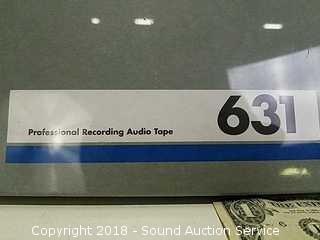 631
Professional Recording Audio Tape
Copyright 2018 - Sound Auction Service